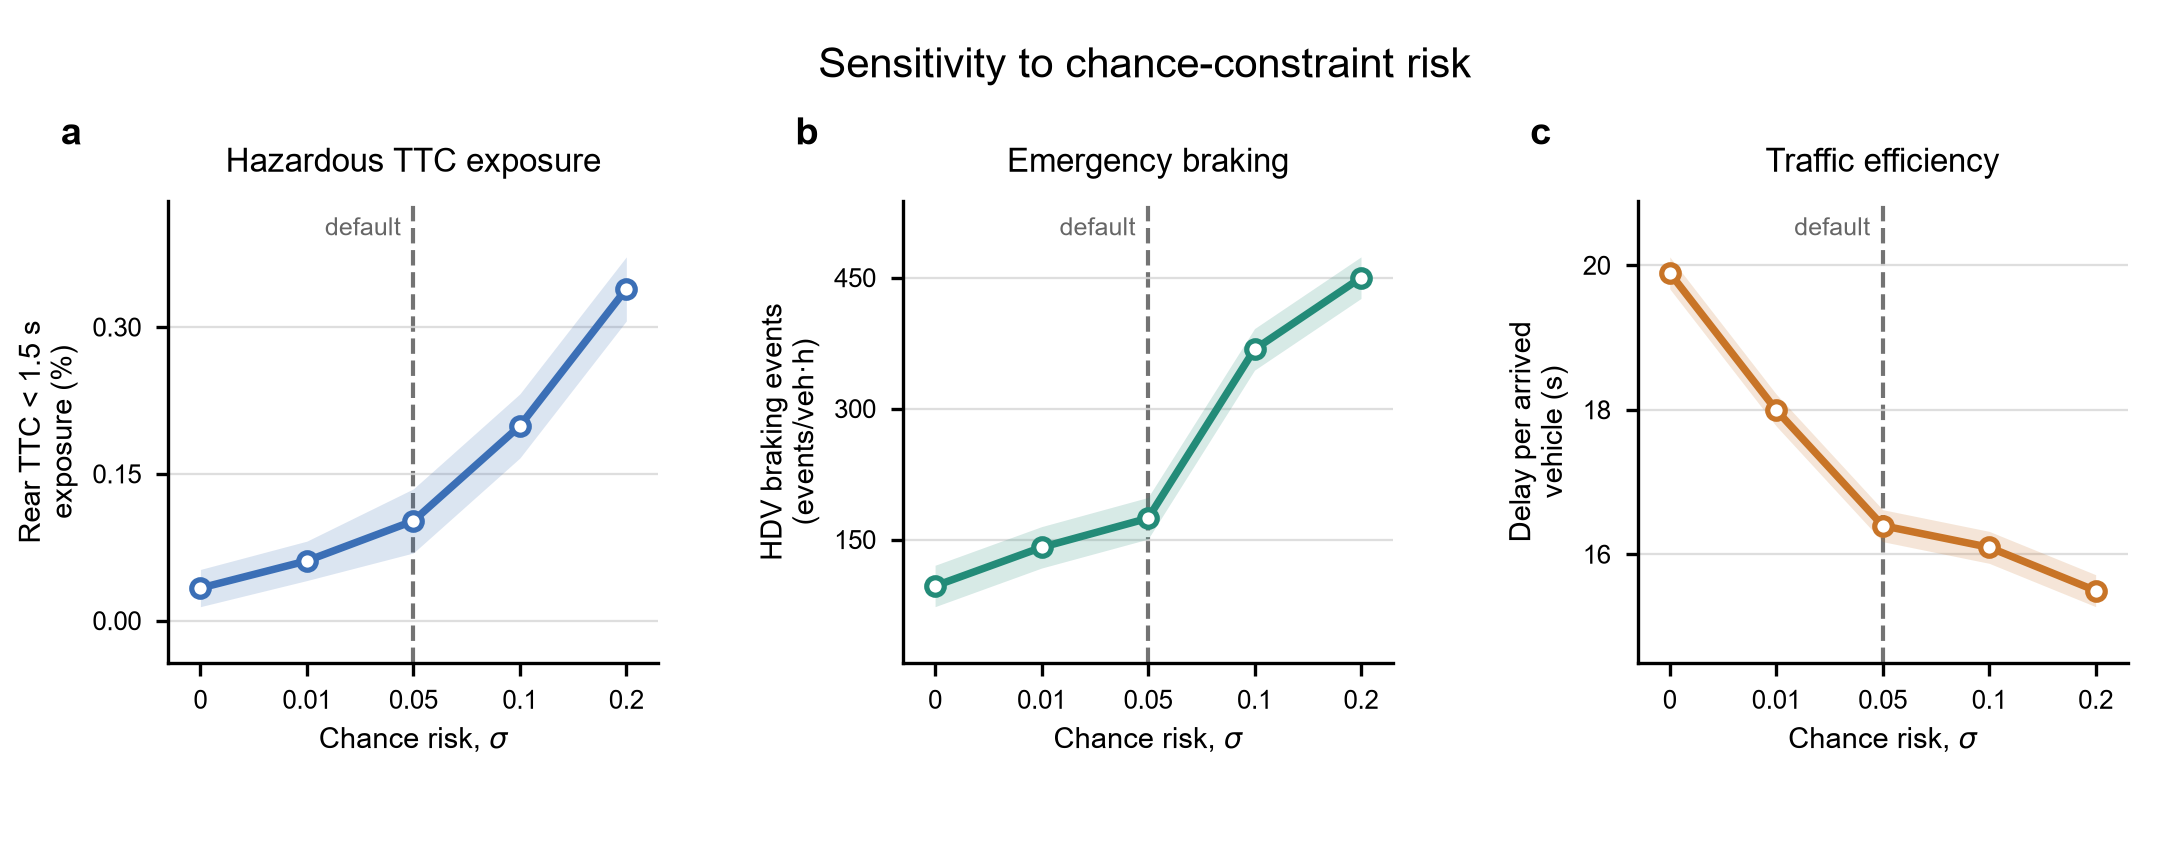 Sensitivity to chance-constraint risk
a
Hazardous TTC exposure
default
Rear TTC < 1.5 s
exposure (%)
0.30
0.15
0.00
0 0.01 0.05 0.1 0.2
Chance risk, σ
b
Emergency braking
default
HDV braking events
(events/veh·h)
450
300
150
0 0.01 0.05 0.1 0.2
Chance risk, σ
c
Traffic efficiency
default
Delay per arrived
vehicle (s)
20
18
16
0 0.01 0.05 0.1 0.2
Chance risk, σ